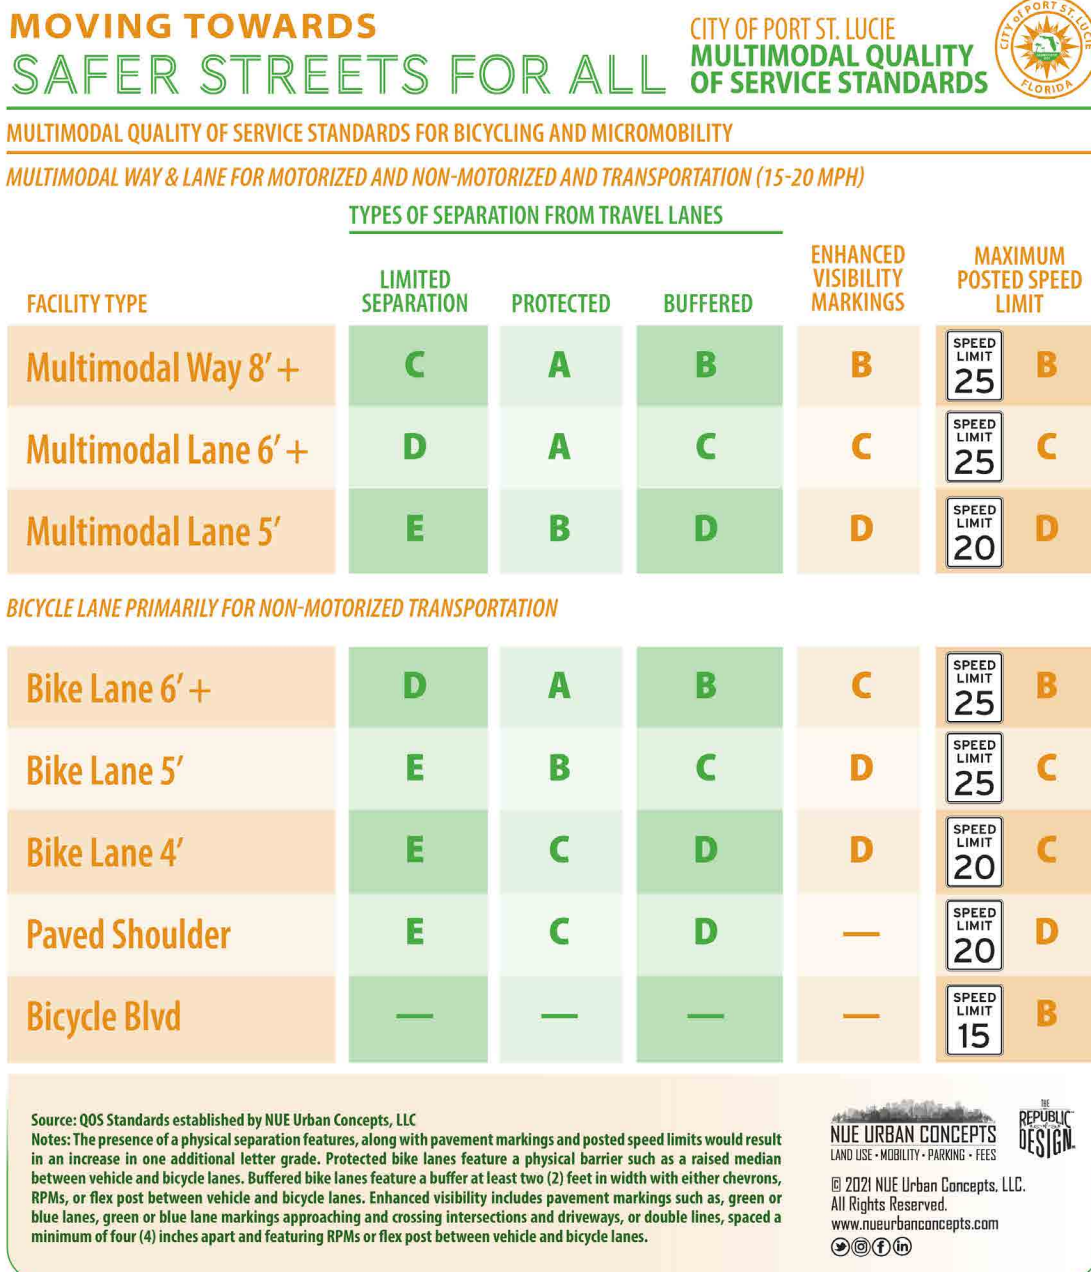 MOVING TOWARDS
SAFER STREETS FOR ALL
CITY OF PORT ST. LUCIE
MULTIMODAL QUALITY
OF SERVICE STANDARDS
CITY of PORT ST. LUCIE
FLORIDA
MULTIMODAL QUALITY OF SERVICE STANDARDS FOR BICYCLING AND MICROMOBILITY
MULTIMODAL WAY & LANE FOR MOTORIZED AND NON-MOTORIZED AND TRANSPORTATION (15-20 MPH)
TYPES OF SEPARATION FROM TRAVEL LANES
FACILITY TYPE
LIMITED
SEPARATION
PROTECTED
BUFFERED
ENHANCED
VISIBILITY
MARKINGS
MAXIMUM
POSTED SPEED
LIMIT
Multimodal Way 8′ + C A B B SPEED LIMIT 25 B
Multimodal Lane 6′ + D A C C SPEED LIMIT 25 C
Multimodal Lane 5′ E B D D SPEED LIMIT 20 D
BICYCLE LANE PRIMARILY FOR NON-MOTORIZED TRANSPORTATION
Bike Lane 6′ + D A B C SPEED LIMIT 25 B
Bike Lane 5′ E B C D SPEED LIMIT 25 C
Bike Lane 4′ E C D D SPEED LIMIT 20 C
Paved Shoulder E C D — SPEED LIMIT 20 D
Bicycle Blvd — — — — SPEED LIMIT 15 B
Source: QOS Standards established by NUE Urban Concepts, LLC
Notes: The presence of a physical separation features, along with pavement markings and posted speed limits would result
in an increase in one additional letter grade. Protected bike lanes feature a physical barrier such as a raised median
between vehicle and bicycle lanes. Buffered bike lanes feature a buffer at least two (2) feet in width with either chevrons,
RPMs, or flex post between vehicle and bicycle lanes. Enhanced visibility includes pavement markings such as, green or
blue lanes, green or blue lane markings approaching and crossing intersections and driveways, or double lines, spaced a
minimum of four (4) inches apart and featuring RPMs or flex post between vehicle and bicycle lanes.
NUE URBAN CONCEPTS
LAND USE • MOBILITY • PARKING • FEES
THE
REPUBLIC
of
DESIGN
© 2021 NUE Urban Concepts, LLC.
All Rights Reserved.
www.nueurbanconcepts.com